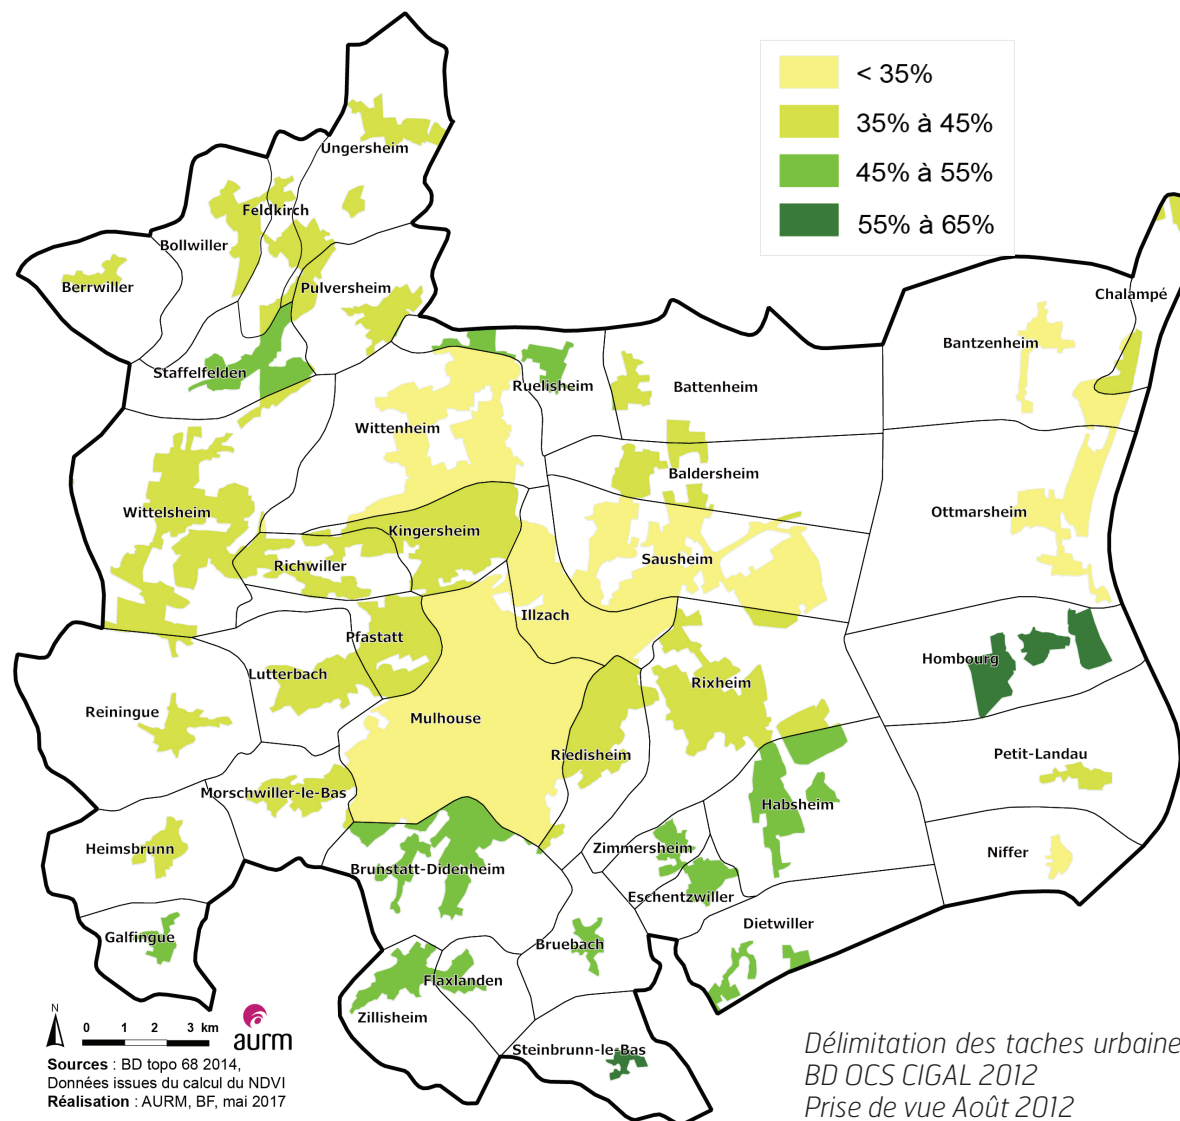 < 35%
35% à 45%
45% à 55%
55% à 65%
Ungersheim
Feldkirch
Bollwiller
Berrwiller
Pulversheim
Chalampé
Bantzenheim
Staffelfelden
Ruelisheim
Battenheim
Wittenheim
Baldersheim
Wittelsheim
Ottmarsheim
Kingersheim
Sausheim
Richwiller
Illzach
Pfastatt
Hombourg
Lutterbach
Rixheim
Reiningue
Mulhouse
Riedisheim
Petit-Landau
Morschwiller-le-Bas
Habsheim
Heimsbrunn
Zimmersheim
Niffer
Brunstatt-Didenheim
Eschentzwiller
Dietwiller
Galfingue
Bruebach
Flaxlanden
Zillisheim
Steinbrunn-le-Bas
N
0 1 2 3 km
aurm
Sources : BD topo 68 2014,
Données issues du calcul du NDVI
Réalisation : AURM, BF, mai 2017
Délimitation des taches urbaine
BD OCS CIGAL 2012
Prise de vue Août 2012